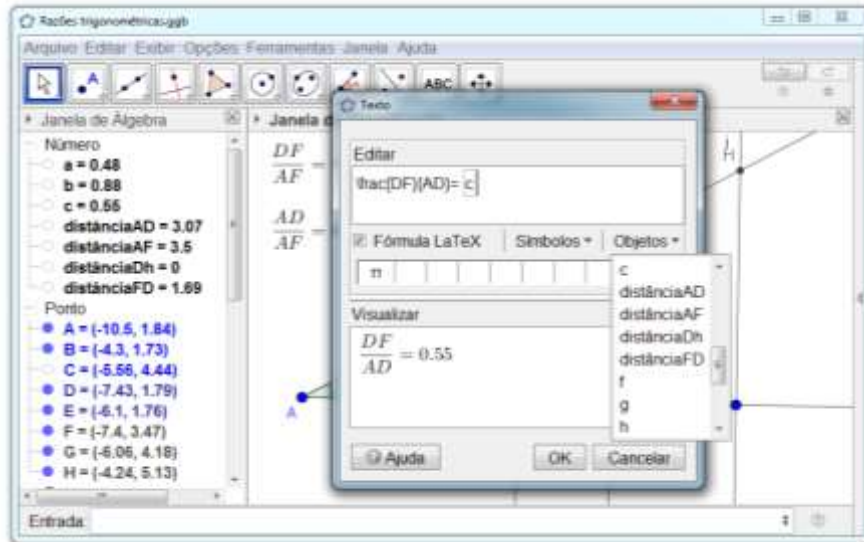 Razões trigonométricas.ggb
Arquivo Editar Exibir Opções Ferramentas Janela Ajuda
A
ABC
Janela de Álgebra
Janela d
Número
a = 0.48
b = 0.88
c = 0.55
distânciaAD = 3.07
distânciaAF = 3.5
distânciaDh = 0
distânciaFD = 1.69
Ponto
A = (-10.5, 1.84)
B = (-4.3, 1.73)
C = (-5.56, 4.44)
D = (-7.43, 1.79)
E = (-6.1, 1.76)
F = (-7.4, 3.47)
G = (-6.06, 4.18)
H = (-4.24, 5.13)
DF
AF =
AD
AF =
A
H
Texto
Editar
\frac{DF}{AD}= c
Fórmula LaTeX Símbolos Objetos
π
c
distânciaAD
distânciaAF
distânciaDh
distânciaFD
f
g
h
Visualizar
DF
AD = 0.55
Ajuda OK Cancelar
Entrada: